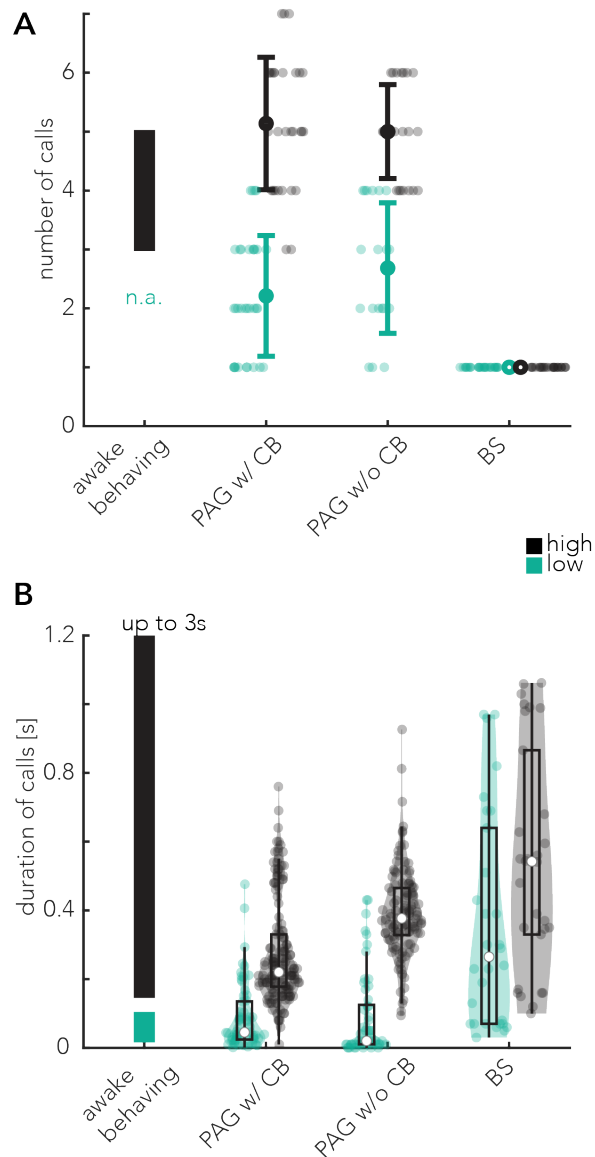 A
number of calls
6
4
2
0
n.a.
awake
behaving
PAG w/ CB
PAG w/o CB
BS
high
low
B
up to 3s
duration of calls [s]
1.2
0.8
0.4
0
awake
behaving
PAG w/ CB
PAG w/o CB
BS